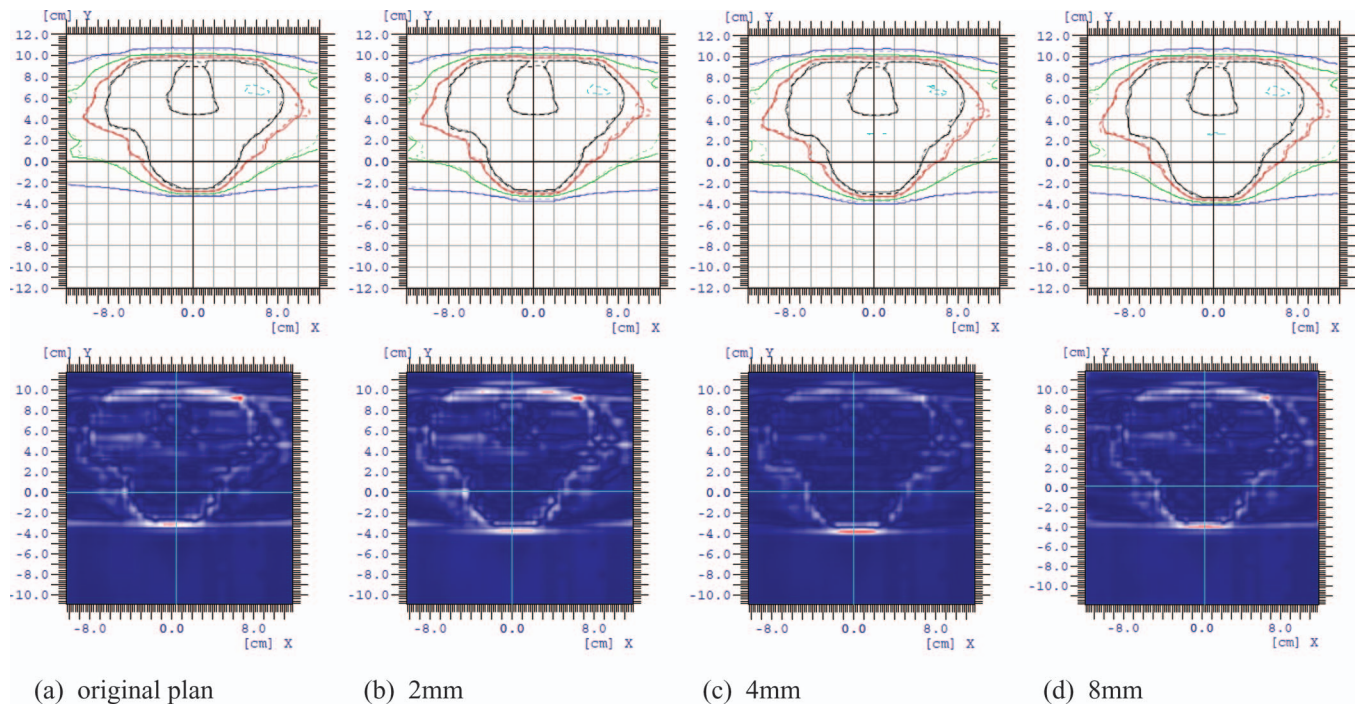 [cm] Y [cm] Y [cm] Y [cm] Y
12.0 12.0 12.0 12.0
10.0 10.0 10.0 10.0
8.0 8.0 8.0 8.0
6.0 6.0 6.0 6.0
4.0 4.0 4.0 4.0
2.0 2.0 2.0 2.0
0.0 0.0 0.0 0.0
-2.0 -2.0 -2.0 -2.0
-4.0 -4.0 -4.0 -4.0
-6.0 -6.0 -6.0 -6.0
-8.0 -8.0 -8.0 -8.0
-10.0 -10.0 -10.0 -10.0
-12.0 -12.0 -12.0 -12.0
-8.0 0.0 8.0 -8.0 0.0 8.0 -8.0 0.0 8.0 -8.0 0.0 8.0
[cm] X [cm] X [cm] X [cm] X
[cm] Y [cm] Y [cm] Y [cm] Y
10.0 10.0 10.0 10.0
8.0 8.0 8.0 8.0
6.0 6.0 6.0 6.0
4.0 4.0 4.0 4.0
2.0 2.0 2.0 2.0
0.0 0.0 0.0 0.0
-2.0 -2.0 -2.0 -2.0
-4.0 -4.0 -4.0 -4.0
-6.0 -6.0 -6.0 -6.0
-8.0 -8.0 -8.0 -8.0
-10.0 -10.0 -10.0 -10.0
-8.0 0.0 8.0 -8.0 0.0 8.0 -8.0 0.0 8.0 -8.0 0.0 8.0
[cm] X [cm] X [cm] X [cm] X
(a) original plan (b) 2mm (c) 4mm (d) 8mm